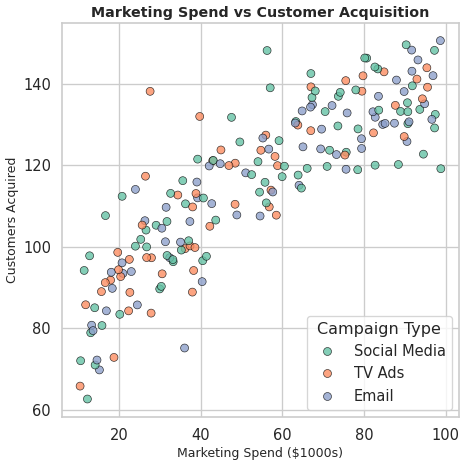 Marketing Spend vs Customer Acquisition
Customers Acquired
140
120
100
80
60
20
40
60
80
100
Marketing Spend ($1000s)
Campaign Type
Social Media
TV Ads
Email